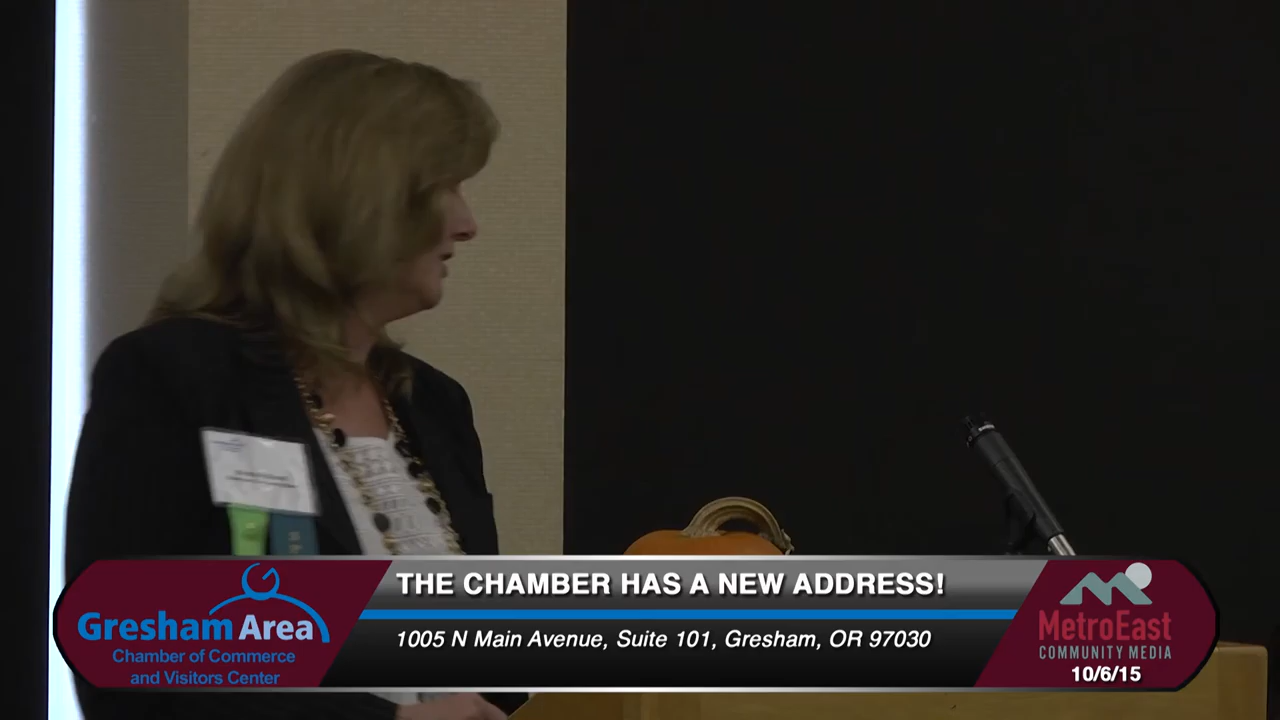 THE CHAMBER HAS A NEW ADDRESS!
1005 N Main Avenue, Suite 101, Gresham, OR 97030
Gresham Area
Chamber of Commerce
and Visitors Center
MetroEast
COMMUNITY MEDIA
10/6/15